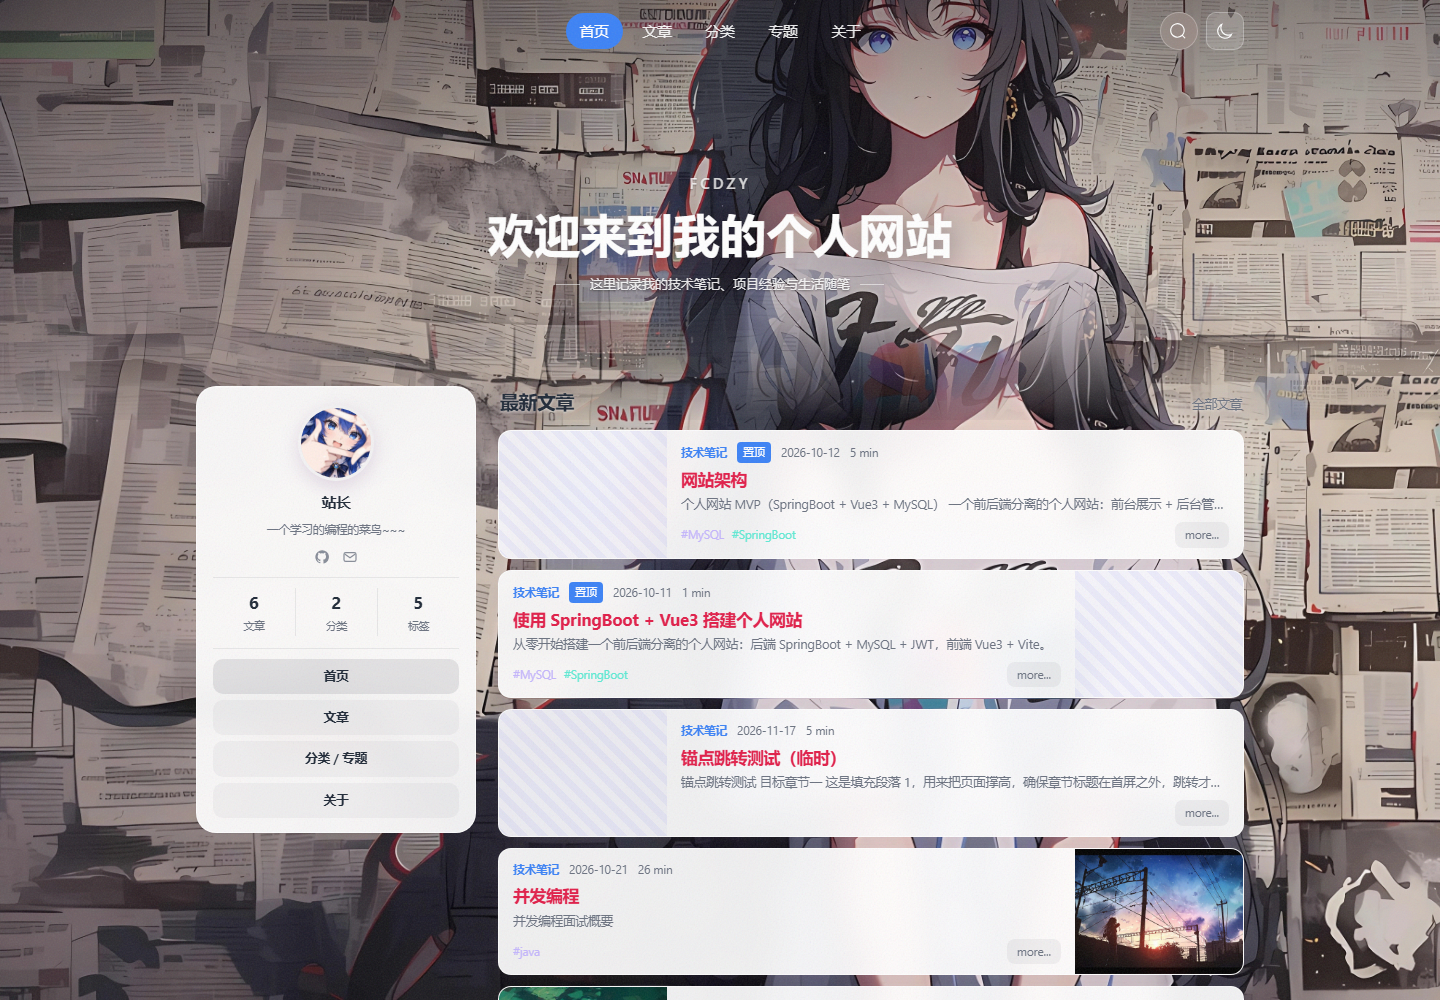 首页 文章 分类 专题 关于
FCDZY
欢迎来到我的个人网站
这里记录我的技术笔记、项目经验与生活随笔
站长
一个学习的编程的菜鸟~~~
6 2 5
文章 分类 标签
首页
文章
分类 / 专题
关于
最新文章 全部文章
技术笔记 置顶 2026-10-12 5 min
网站架构
个人网站 MVP（SpringBoot + Vue3 + MySQL） 一个前后端分离的个人网站：前台展示 + 后台管...
#MySQL #SpringBoot more...
技术笔记 置顶 2026-10-11 1 min
使用 SpringBoot + Vue3 搭建个人网站
从零开始搭建一个前后端分离的个人网站：后端 SpringBoot + MySQL + JWT，前端 Vue3 + Vite。
#MySQL #SpringBoot more...
技术笔记 2026-11-17 5 min
锚点跳转测试（临时）
锚点跳转测试 目标章节一 这是填充段落 1，用来把页面撑高，确保章节标题在首屏之外，跳转才...
more...
技术笔记 2026-10-21 26 min
并发编程
并发编程面试概要
#java more...